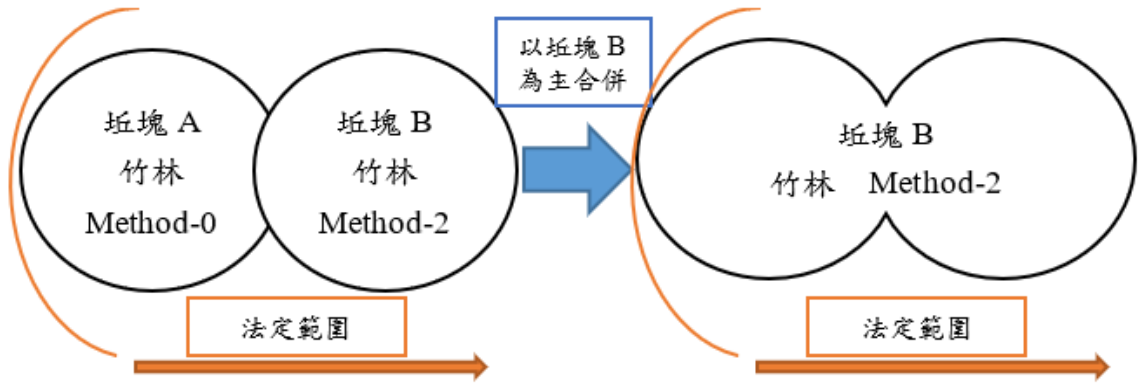 坵塊 A
竹林
Method-0
坵塊 B
竹林
Method-2
法定範圍
以坵塊 B
為主合併
坵塊 B
竹林 Method-2
法定範圍